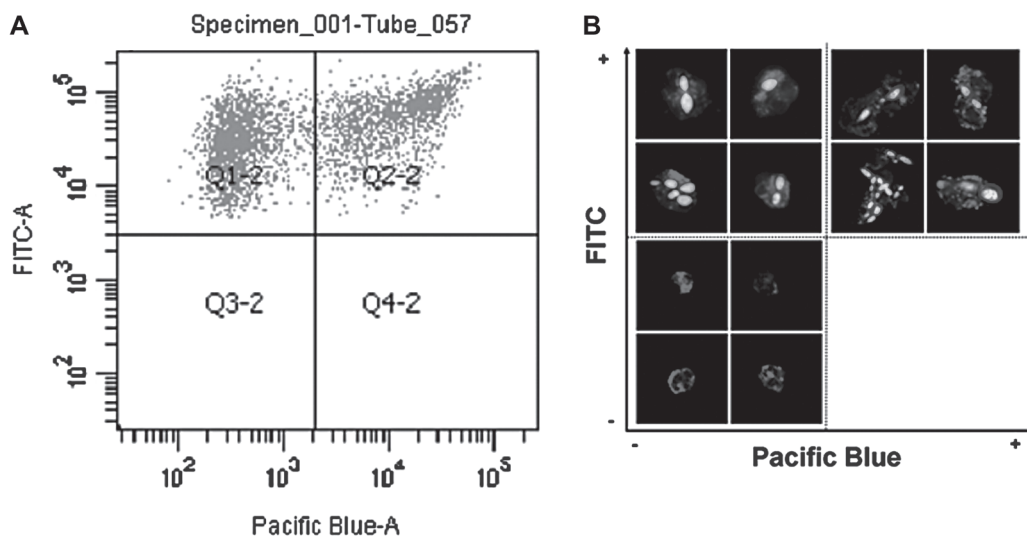 A
Specimen_001-Tube_057
FITC-A
10^5
10^4
10^3
10^2
Q1-2
Q2-2
Q3-2
Q4-2
10^2
10^3
10^4
10^5
Pacific Blue-A
B
+
FITC
-
-
+
Pacific Blue